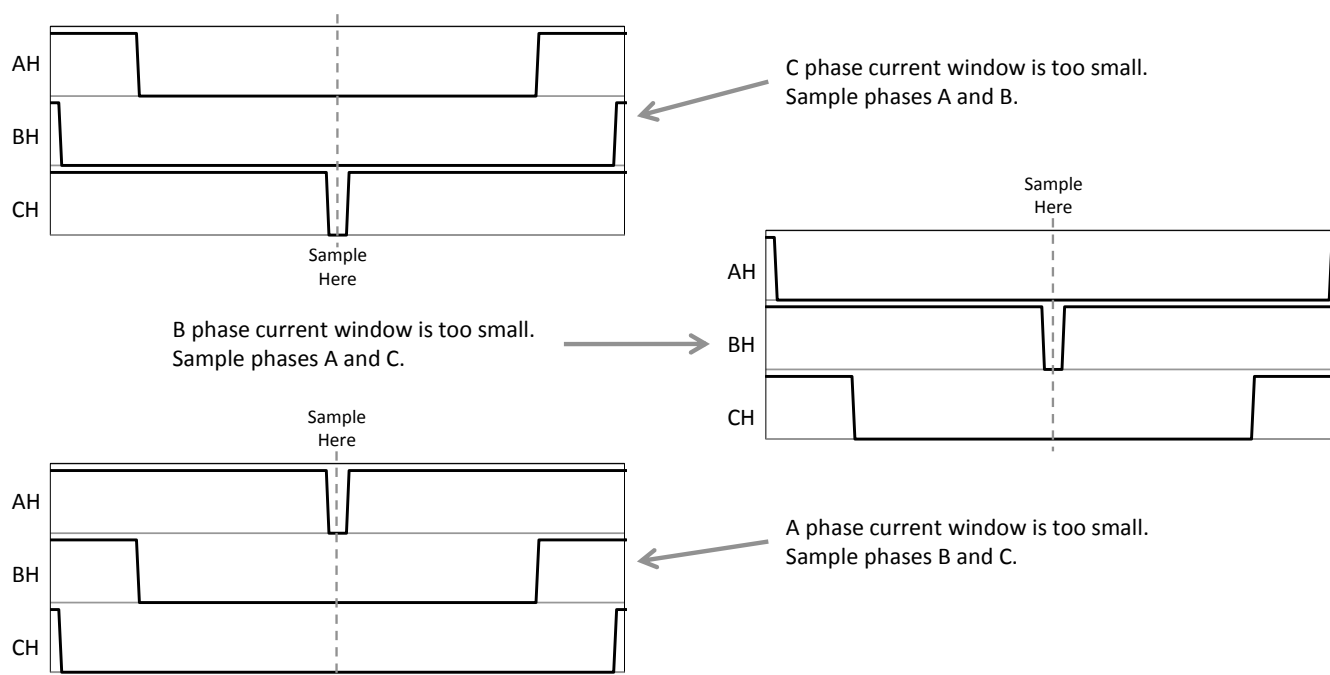 AH
BH
CH
Sample
Here
C phase current window is too small.
Sample phases A and B.
B phase current window is too small.
Sample phases A and C.
Sample
Here
AH
BH
CH
Sample
Here
AH
BH
CH
A phase current window is too small.
Sample phases B and C.